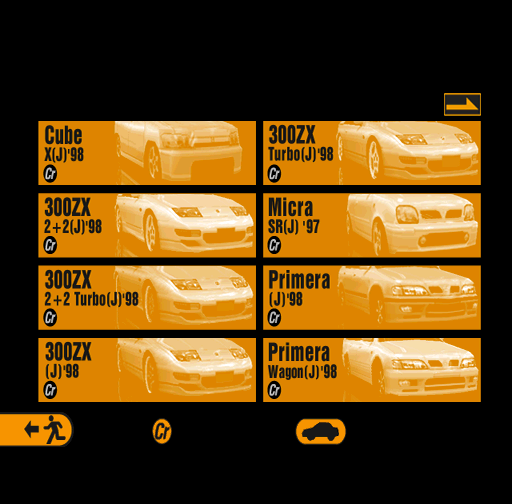 Cube
X(J)'98
Cr
300ZX
Turbo(J)'98
Cr
300ZX
2+2(J)'98
Cr
Micra
SR(J) '97
Cr
300ZX
2+2 Turbo(J)'98
Cr
Primera
(J)'98
Cr
300ZX
(J)'98
Cr
Primera
Wagon(J)'98
Cr
Cr